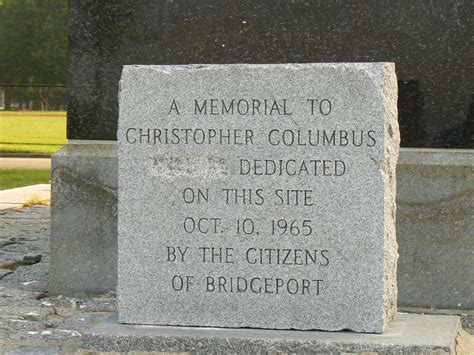 A MEMORIAL TO
CHRISTOPHER COLUMBUS
DEDICATED
ON THIS SITE
OCT. 10, 1965
BY THE CITIZENS
OF BRIDGEPORT